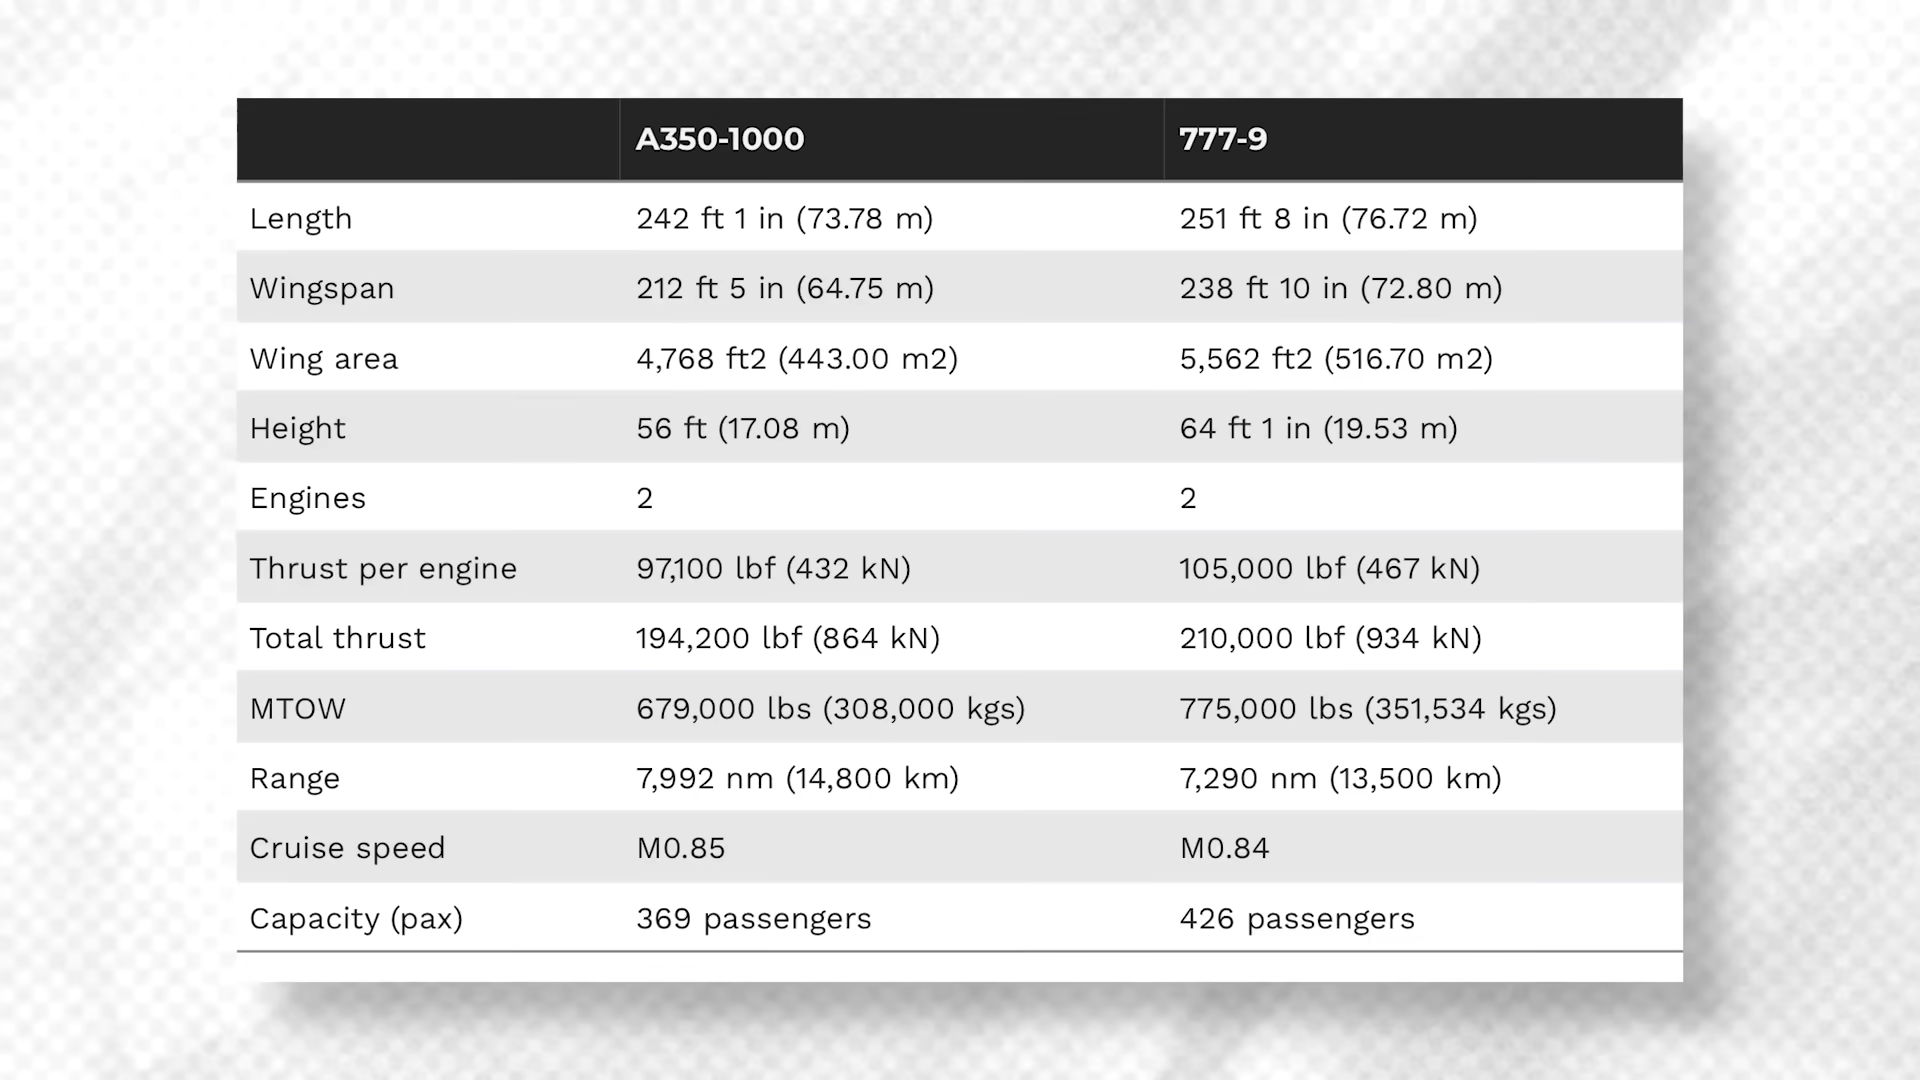 A350-1000 777-9
Length 242 ft 1 in (73.78 m) 251 ft 8 in (76.72 m)
Wingspan 212 ft 5 in (64.75 m) 238 ft 10 in (72.80 m)
Wing area 4,768 ft2 (443.00 m2) 5,562 ft2 (516.70 m2)
Height 56 ft (17.08 m) 64 ft 1 in (19.53 m)
Engines 2 2
Thrust per engine 97,100 lbf (432 kN) 105,000 lbf (467 kN)
Total thrust 194,200 lbf (864 kN) 210,000 lbf (934 kN)
MTOW 679,000 lbs (308,000 kgs) 775,000 lbs (351,534 kgs)
Range 7,992 nm (14,800 km) 7,290 nm (13,500 km)
Cruise speed M0.85 M0.84
Capacity (pax) 369 passengers 426 passengers